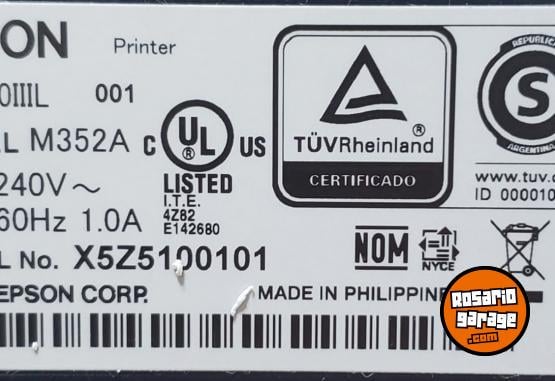 ON Printer
0IIIL 001
EL M352A
C UL ® US
LISTED
I.T.E.
4Z82
E142680
240V~
60Hz 1.0A
L No. X5Z5100101
EPSON CORP.
MADE IN PHILIPPINE
TÜVRheinland ®
CERTIFICADO
REPUBLICA
S
ARGENTINA
www.tuv.c
ID 000010
NOM
NYCE
Rosario
garage
.com